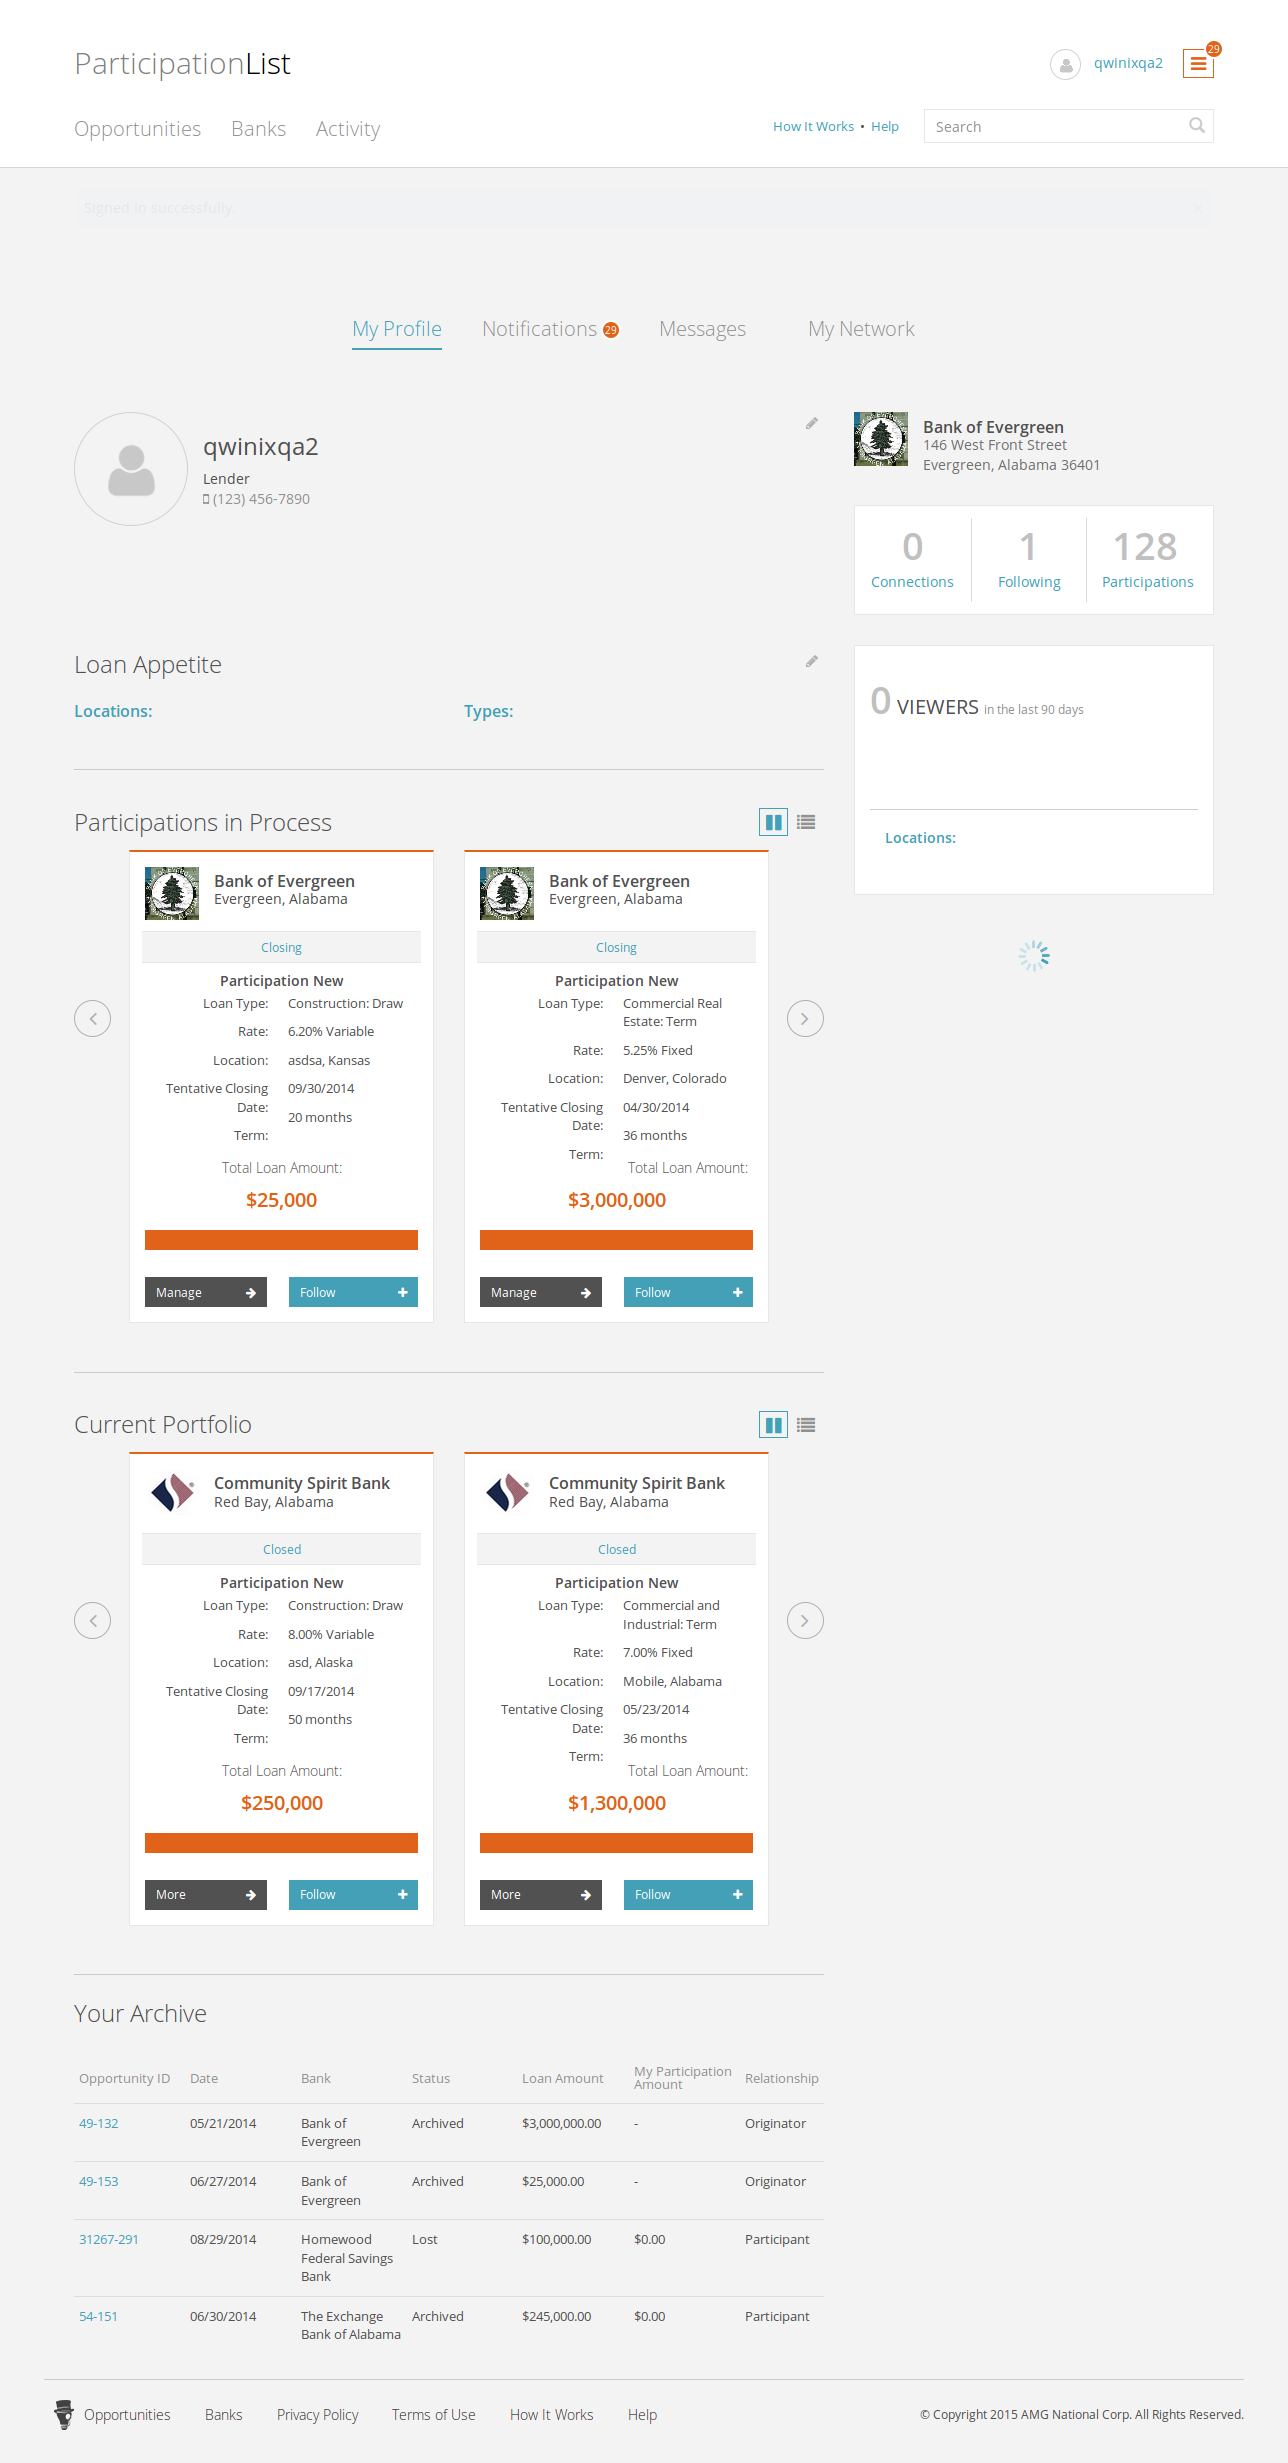 ParticipationList
qwinixqa2
29
Opportunities Banks Activity
How It Works • Help
Search
Signed in successfully.
×
My Profile Notifications 29 Messages My Network
qwinixqa2
Lender
(123) 456-7890
Bank of Evergreen
146 West Front Street
Evergreen, Alabama 36401
0 1 128
Connections Following Participations
Loan Appetite
Locations: Types:
0 VIEWERS in the last 90 days
Locations:
Participations in Process
Bank of Evergreen
Evergreen, Alabama
Closing
Participation New
Loan Type: Construction: Draw
Rate: 6.20% Variable
Location: asdsa, Kansas
Tentative Closing Date: 09/30/2014
Term: 20 months
Total Loan Amount:
$25,000
Manage Follow
Bank of Evergreen
Evergreen, Alabama
Closing
Participation New
Loan Type: Commercial Real
Estate: Term
Rate: 5.25% Fixed
Location: Denver, Colorado
Tentative Closing Date: 04/30/2014
Term: 36 months
Total Loan Amount:
$3,000,000
Manage Follow
Current Portfolio
Community Spirit Bank
Red Bay, Alabama
Closed
Participation New
Loan Type: Construction: Draw
Rate: 8.00% Variable
Location: asd, Alaska
Tentative Closing Date: 09/17/2014
Term: 50 months
Total Loan Amount:
$250,000
More Follow
Community Spirit Bank
Red Bay, Alabama
Closed
Participation New
Loan Type: Commercial and
Industrial: Term
Rate: 7.00% Fixed
Location: Mobile, Alabama
Tentative Closing Date: 05/23/2014
Term: 36 months
Total Loan Amount:
$1,300,000
More Follow
Your Archive
Opportunity ID Date Bank Status Loan Amount My Participation Amount Relationship
49-132 05/21/2014 Bank of Evergreen Archived $3,000,000.00 - Originator
49-153 06/27/2014 Bank of Evergreen Archived $25,000.00 - Originator
31267-291 08/29/2014 Homewood Federal Savings Bank Lost $100,000.00 $0.00 Participant
54-151 06/30/2014 The Exchange Bank of Alabama Archived $245,000.00 $0.00 Participant
Opportunities Banks Privacy Policy Terms of Use How It Works Help
© Copyright 2015 AMG National Corp. All Rights Reserved.